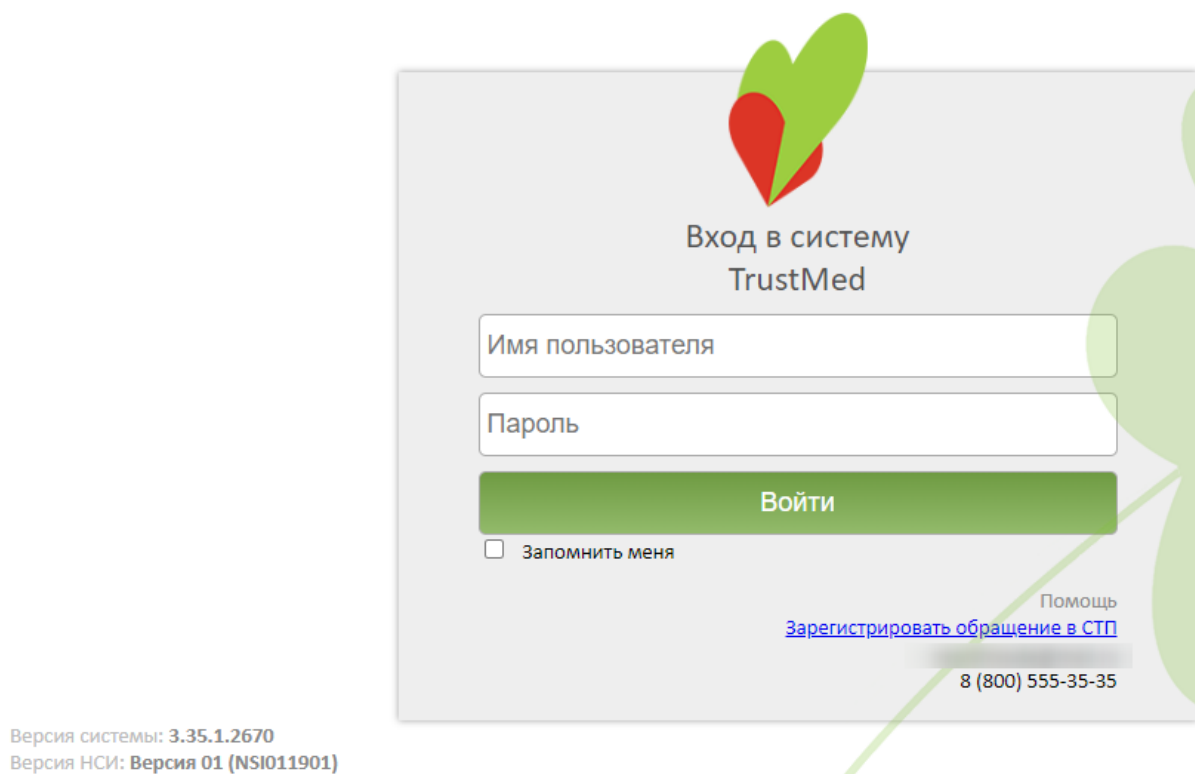 Вход в систему
TrustMed
Имя пользователя
Пароль
Войти
Запомнить меня
Помощь
Зарегистрировать обращение в СТП
8 (800) 555-35-35
Версия системы: 3.35.1.2670
Версия НСИ: Версия 01 (NSI011901)